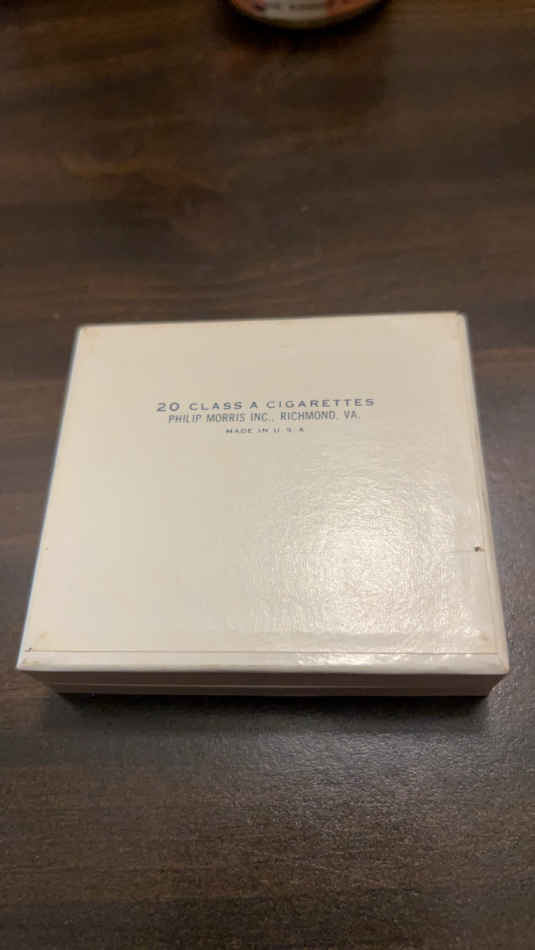 20 CLASS A CIGARETTES
PHILIP MORRIS INC., RICHMOND, VA.
MADE IN U.S.A.